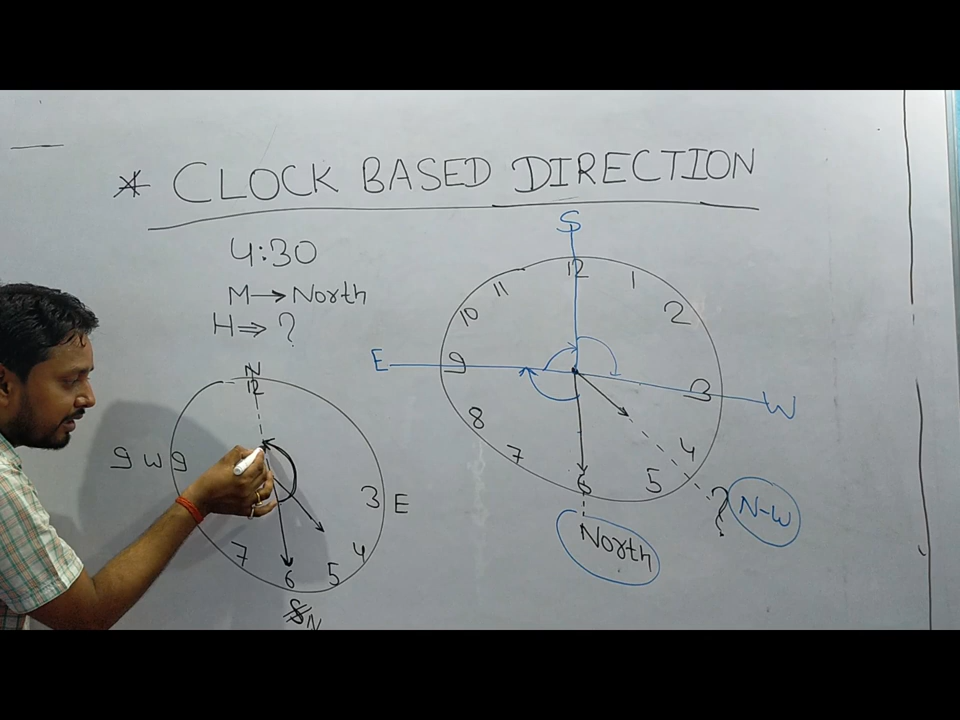 * CLOCK BASED DIRECTION
4:30
M → North
H ⇒ ?
N
12
9 W 9
3 E
4
5
6
7
S N
S
12
1
2
3
W
4
5
6
7
8
9
E
10
11
North
?
N-W